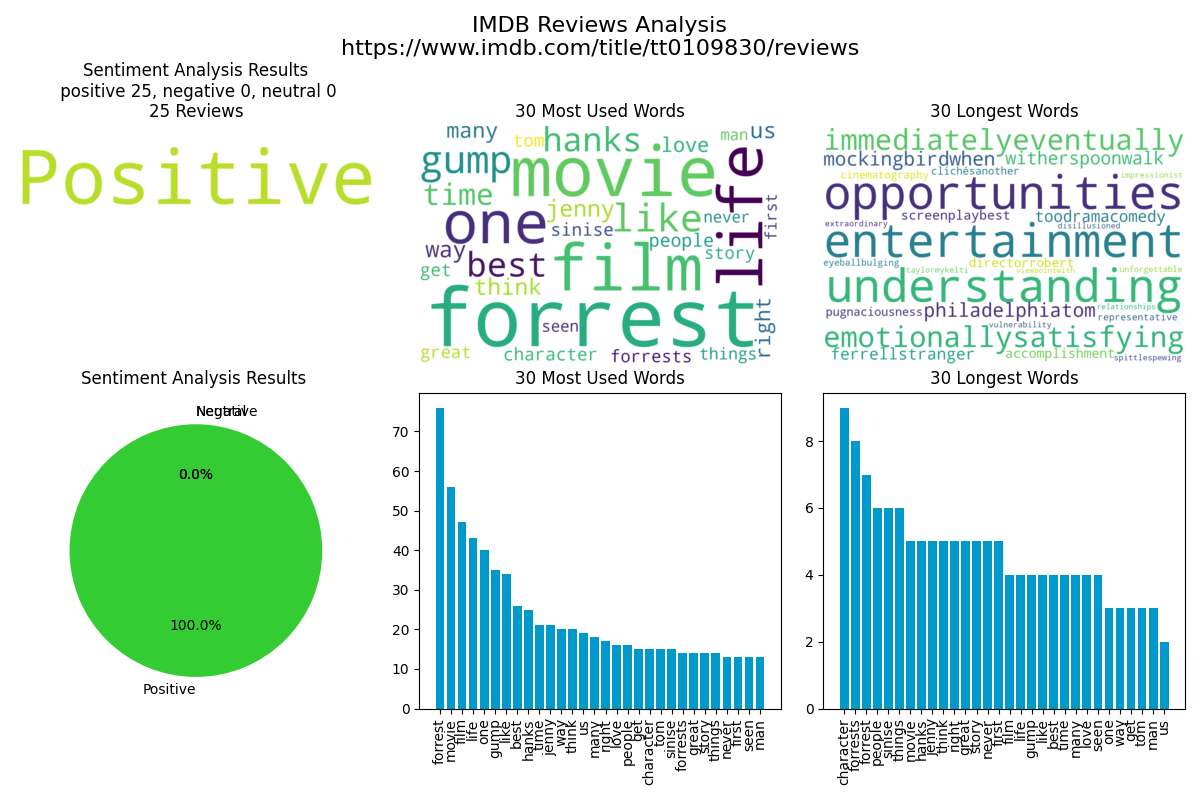 IMDB Reviews Analysis
https://www.imdb.com/title/tt0109830/reviews
Sentiment Analysis Results
positive 25, negative 0, neutral 0
25 Reviews
Positive
30 Most Used Words
many
tom
hanks
love
man
us
gump
movie
time
life
one
jenny
like
sinise
never
first
way
people
story
get
best
film
think
forrest
seen
right
great
character
forrests
things
30 Longest Words
immediatelyeventually
mockingbirdwhen
witherspoonwalk
cinematography
clichesanother
impressionist
opportunities
extraordinary
screenplaybest
toodramacomedy
disillusioned
entertainment
eyeballbulging
directorrobert
taylormykelti
viewpointwith
unforgettable
understanding
relationships
pugnaciousness
philadelphiatom
representative
vulnerability
emotionallysatisfying
ferrellstranger
accomplishment
spittlespewing
Sentiment Analysis Results
Negative
Neutral
0.0%
0.0%
100.0%
Positive
30 Most Used Words
70
60
50
40
30
20
10
0
forrest
movie
film
life
one
gump
like
best
hanks
time
jenny
way
think
us
many
right
love
people
get
character
tom
sinise
forrests
great
story
things
never
first
seen
man
30 Longest Words
8
6
4
2
0
character
forrests
forrest
people
sinise
things
movie
hanks
jenny
think
right
great
story
never
first
film
life
gump
like
best
time
many
love
seen
one
way
get
tom
man
us